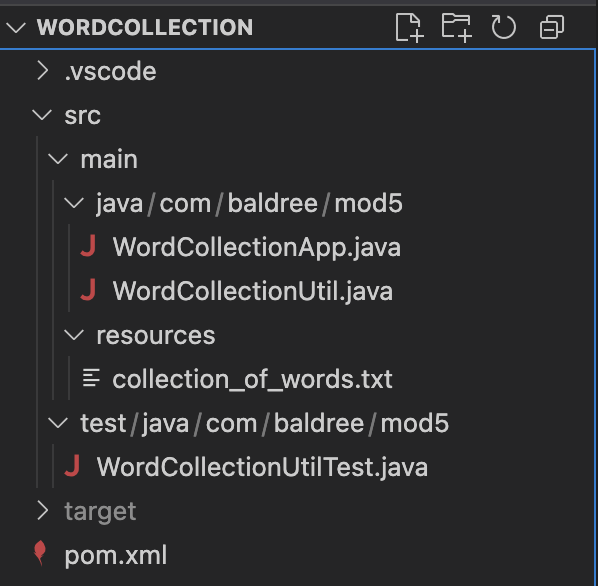 WORDCOLLECTION
.vscode
src
main
java/com/baldree/mod5
J WordCollectionApp.java
J WordCollectionUtil.java
resources
collection_of_words.txt
test/java/com/baldree/mod5
J WordCollectionUtilTest.java
target
pom.xml